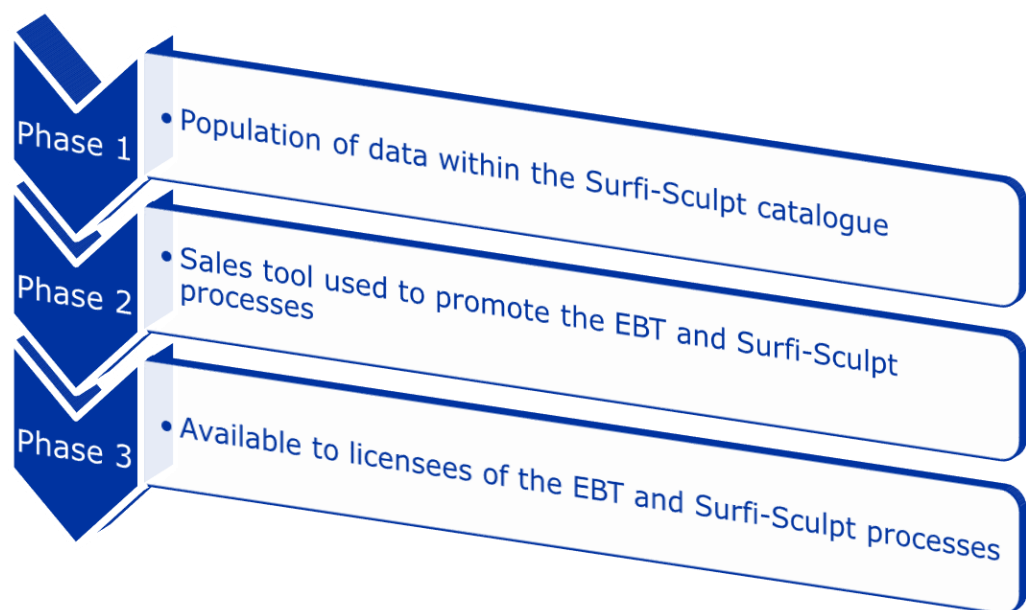 Phase 1
• Population of data within the Surfi-Sculpt catalogue
Phase 2
• Sales tool used to promote the EBT and Surfi-Sculpt
processes
Phase 3
• Available to licensees of the EBT and Surfi-Sculpt processes